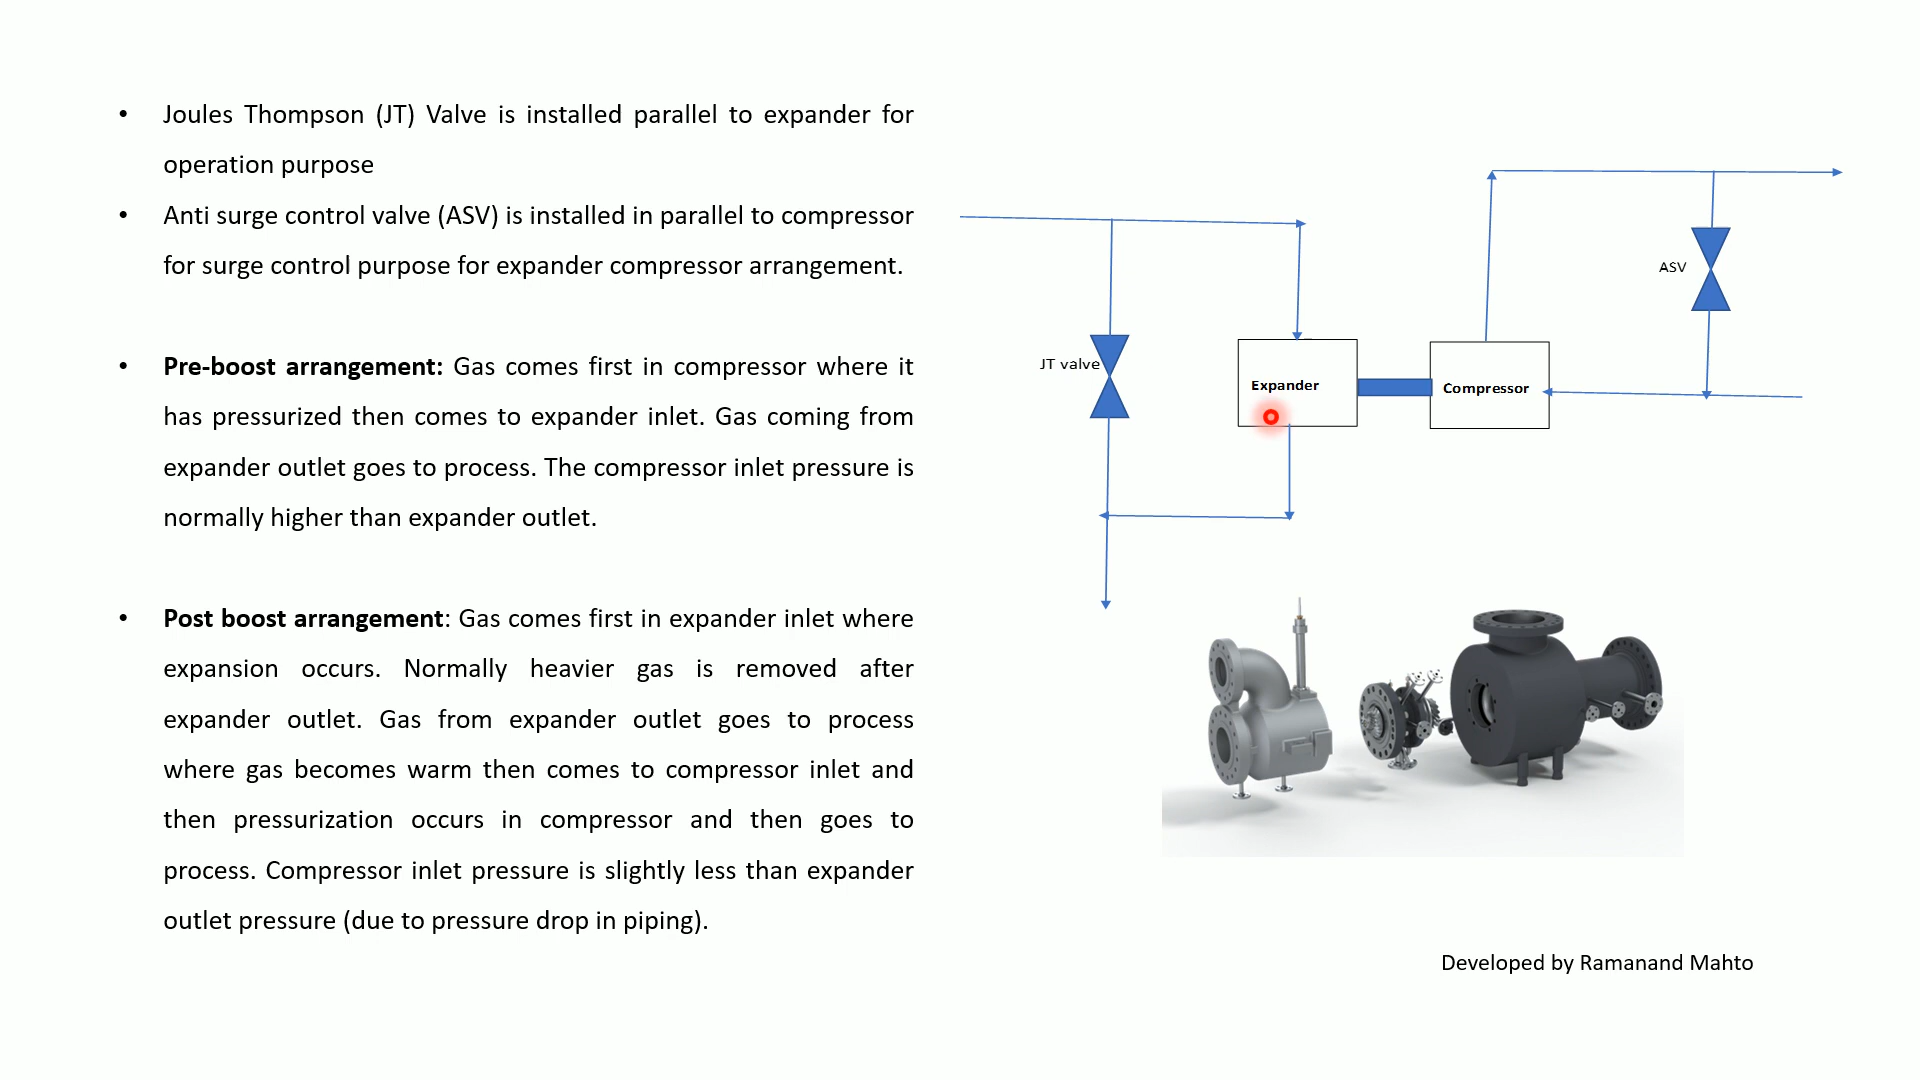 • Joules Thompson (JT) Valve is installed parallel to expander for
operation purpose
• Anti surge control valve (ASV) is installed in parallel to compressor
for surge control purpose for expander compressor arrangement.
• Pre-boost arrangement: Gas comes first in compressor where it
has pressurized then comes to expander inlet. Gas coming from
expander outlet goes to process. The compressor inlet pressure is
normally higher than expander outlet.
• Post boost arrangement: Gas comes first in expander inlet where
expansion occurs. Normally heavier gas is removed after
expander outlet. Gas from expander outlet goes to process
where gas becomes warm then comes to compressor inlet and
then pressurization occurs in compressor and then goes to
process. Compressor inlet pressure is slightly less than expander
outlet pressure (due to pressure drop in piping).
ASV
JT valve
Expander
Compressor
Developed by Ramanand Mahto